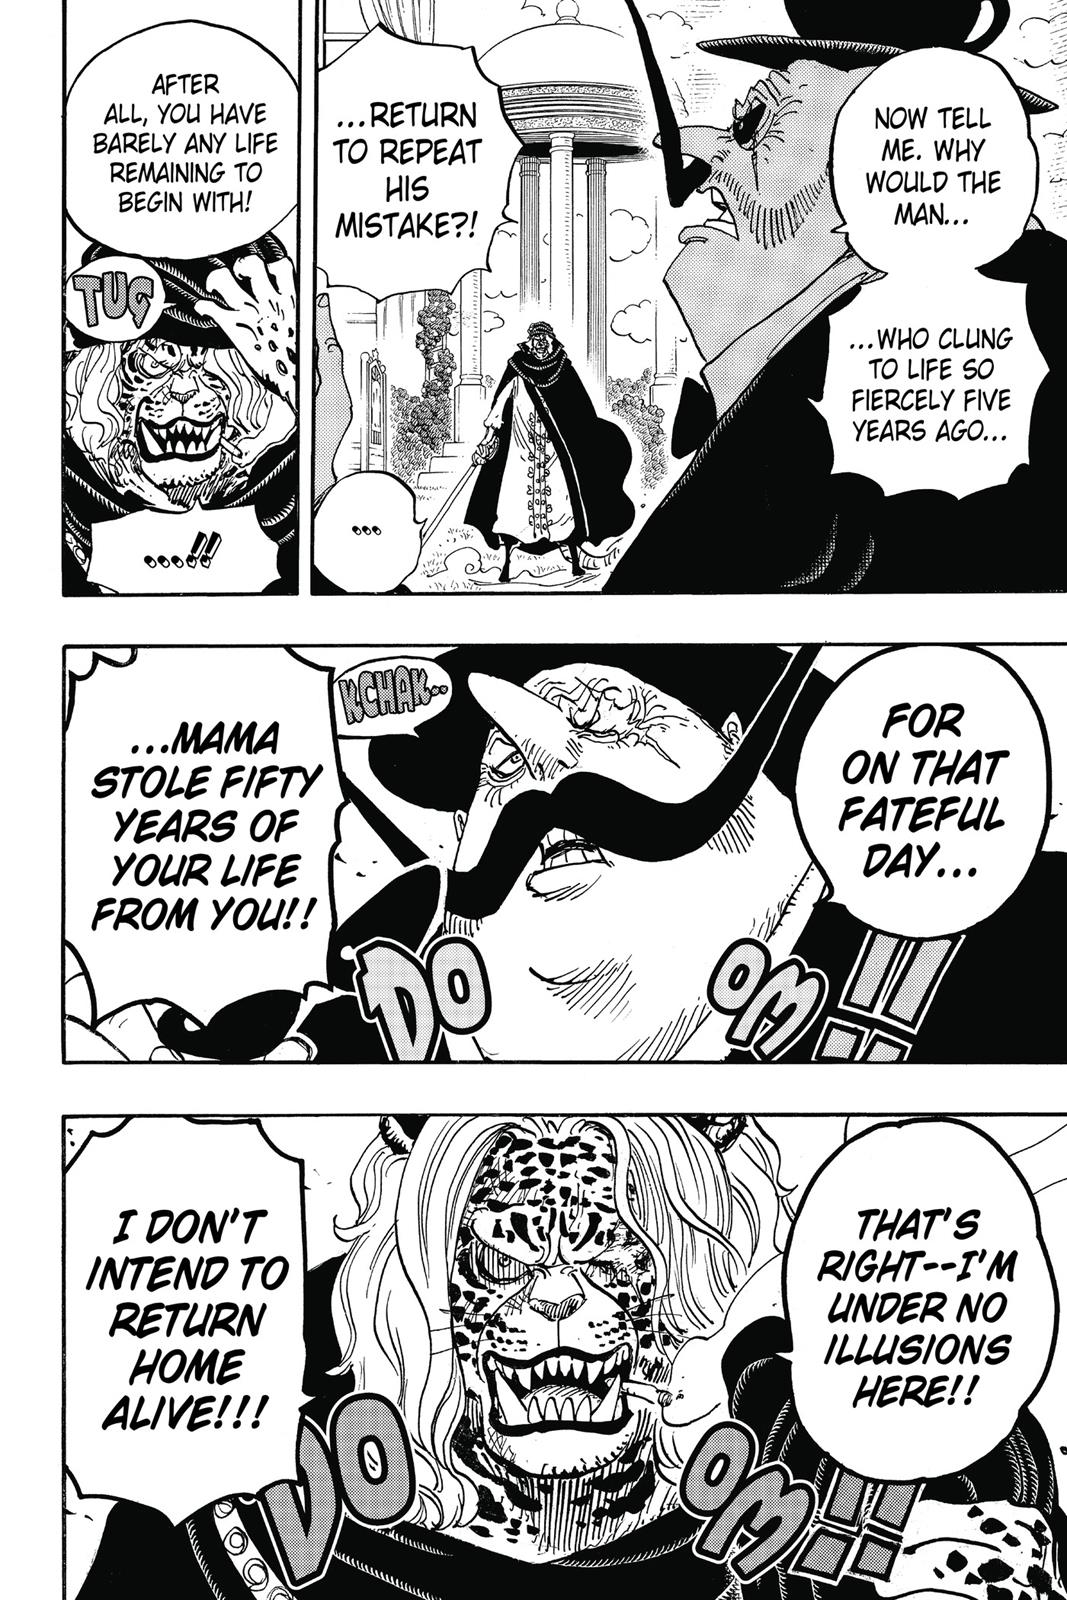 NOW TELL
ME. WHY
WOULD THE
MAN...
...WHO CLUNG
TO LIFE SO
FIERCELY FIVE
YEARS AGO...
...RETURN
TO REPEAT
HIS
MISTAKE?!
...
AFTER
ALL, YOU HAVE
BARELY ANY LIFE
REMAINING TO
BEGIN WITH!
TUG
...!!
FOR
ON THAT
FATEFUL
DAY...
KCHAK..
...MAMA
STOLE FIFTY
YEARS OF
YOUR LIFE
FROM YOU!!
DO
OM!!
THAT'S
RIGHT--I'M
UNDER NO
ILLUSIONS
HERE!!
I DON'T
INTEND TO
RETURN
HOME
ALIVE!!!
DO
OM!!